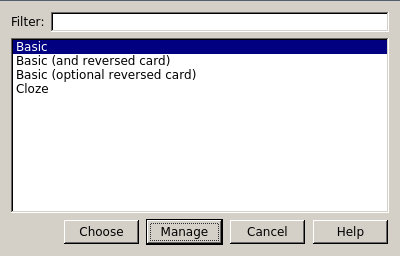 Filter:
Basic
Basic (and reversed card)
Basic (optional reversed card)
Cloze
Choose Manage Cancel Help